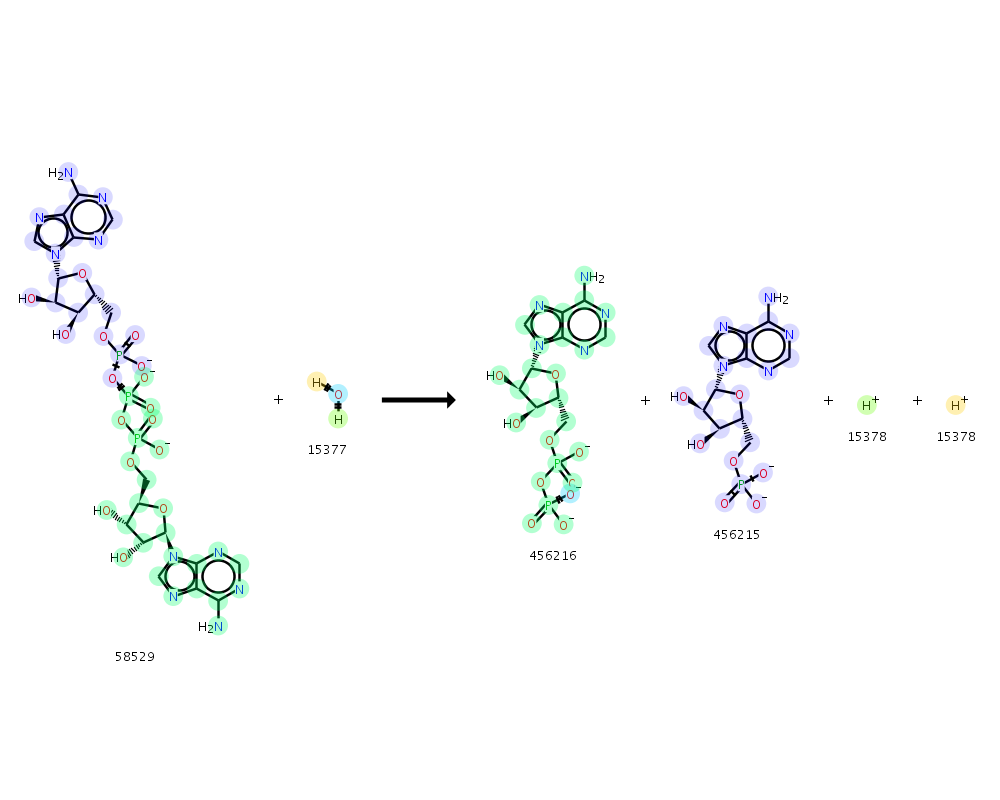 H2N
N
N
N
N
N
O
HO
HO
O
O
P
O-
O
O-
P
O
O
O
P
O-
O
HO
O
HO
N
N
N
N
H2N
58529
+
H
O
H
15377
NH2
N
N
N
N
HO
O
HO
O
O-
P
O
O
O-
P
O
O-
456216
+
NH2
N
N
N
N
HO
O
HO
O
O-
P
O
O-
456215
+
H+
15378
+
H+
15378